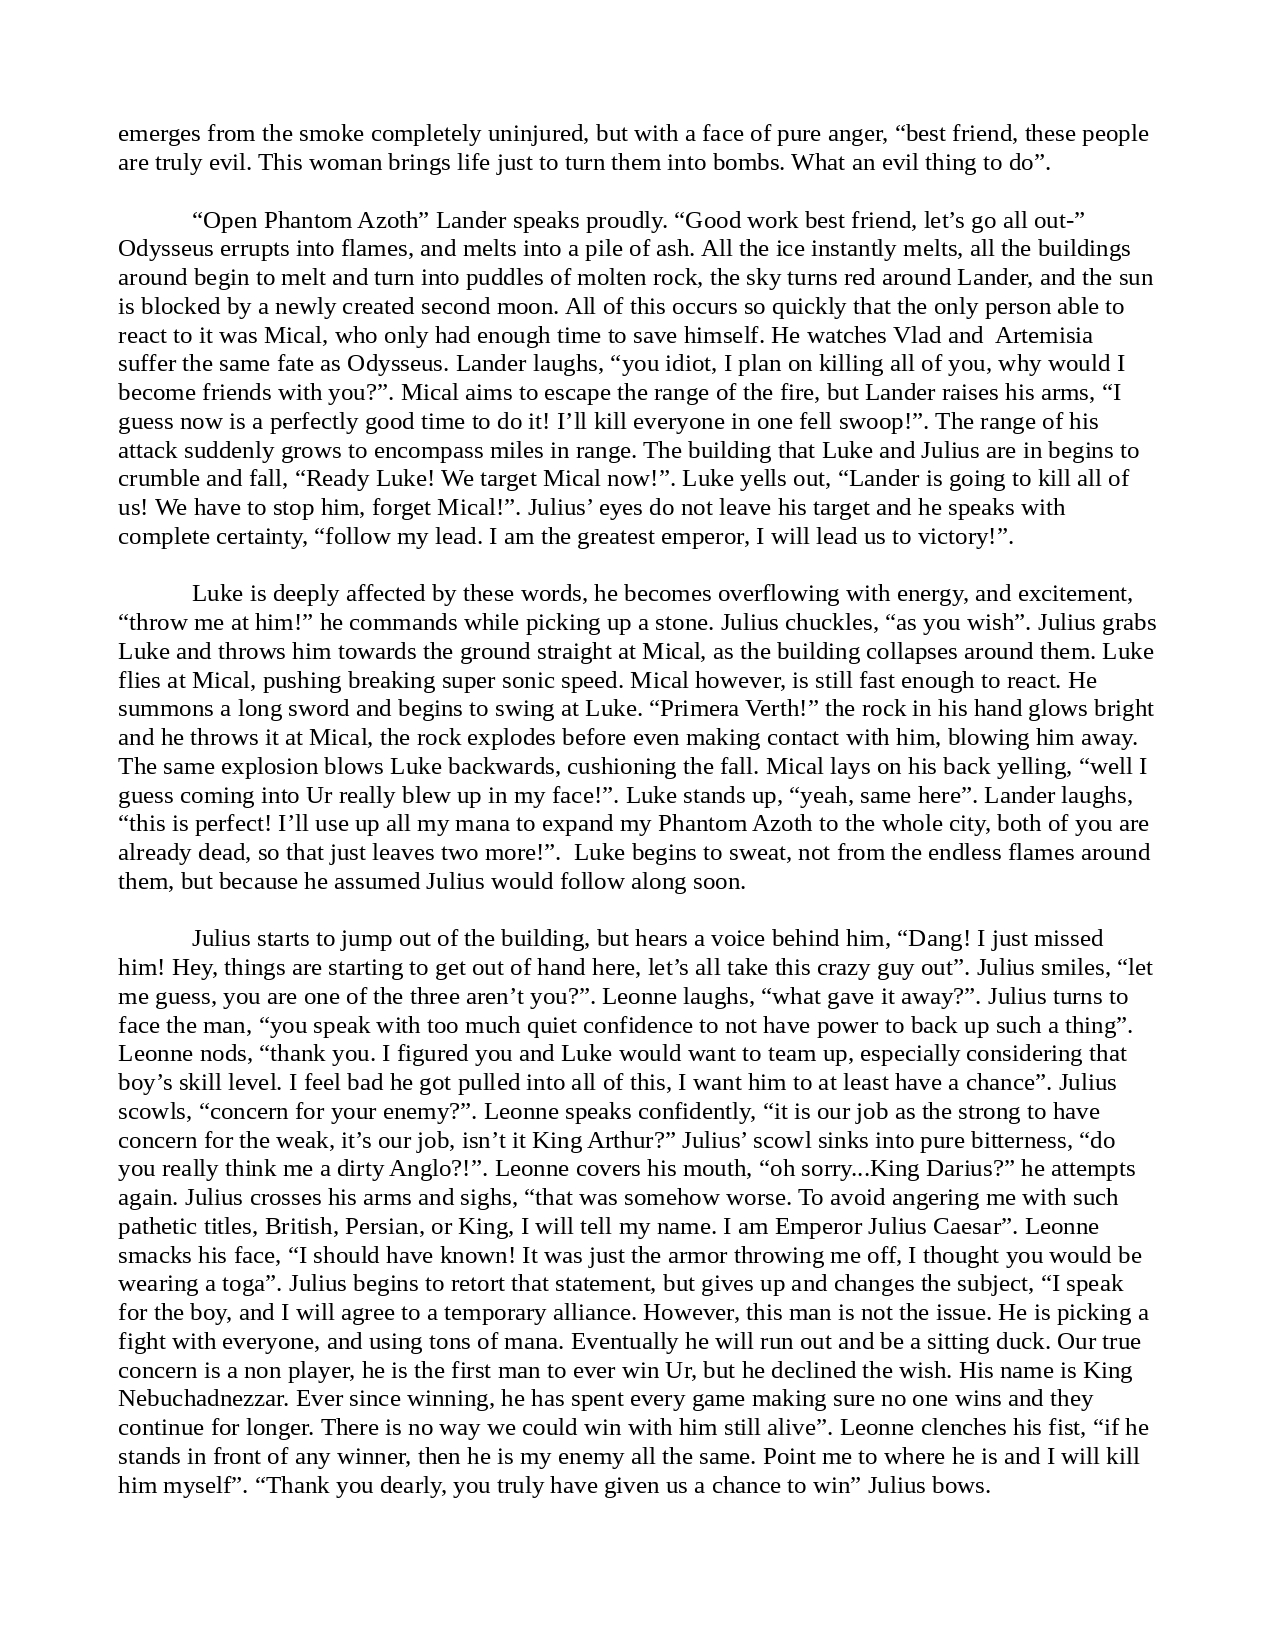 emerges from the smoke completely uninjured, but with a face of pure anger, “best friend, these people
are truly evil. This woman brings life just to turn them into bombs. What an evil thing to do”.
“Open Phantom Azoth” Lander speaks proudly. “Good work best friend, let’s go all out-”
Odysseus errupts into flames, and melts into a pile of ash. All the ice instantly melts, all the buildings
around begin to melt and turn into puddles of molten rock, the sky turns red around Lander, and the sun
is blocked by a newly created second moon. All of this occurs so quickly that the only person able to
react to it was Mical, who only had enough time to save himself. He watches Vlad and  Artemisia
suffer the same fate as Odysseus. Lander laughs, “you idiot, I plan on killing all of you, why would I
become friends with you?”. Mical aims to escape the range of the fire, but Lander raises his arms, “I
guess now is a perfectly good time to do it! I’ll kill everyone in one fell swoop!”. The range of his
attack suddenly grows to encompass miles in range. The building that Luke and Julius are in begins to
crumble and fall, “Ready Luke! We target Mical now!”. Luke yells out, “Lander is going to kill all of
us! We have to stop him, forget Mical!”. Julius’ eyes do not leave his target and he speaks with
complete certainty, “follow my lead. I am the greatest emperor, I will lead us to victory!”.
Luke is deeply affected by these words, he becomes overflowing with energy, and excitement,
“throw me at him!” he commands while picking up a stone. Julius chuckles, “as you wish”. Julius grabs
Luke and throws him towards the ground straight at Mical, as the building collapses around them. Luke
flies at Mical, pushing breaking super sonic speed. Mical however, is still fast enough to react. He
summons a long sword and begins to swing at Luke. “Primera Verth!” the rock in his hand glows bright
and he throws it at Mical, the rock explodes before even making contact with him, blowing him away.
The same explosion blows Luke backwards, cushioning the fall. Mical lays on his back yelling, “well I
guess coming into Ur really blew up in my face!”. Luke stands up, “yeah, same here”. Lander laughs,
“this is perfect! I’ll use up all my mana to expand my Phantom Azoth to the whole city, both of you are
already dead, so that just leaves two more!”.  Luke begins to sweat, not from the endless flames around
them, but because he assumed Julius would follow along soon.
Julius starts to jump out of the building, but hears a voice behind him, “Dang! I just missed
him! Hey, things are starting to get out of hand here, let’s all take this crazy guy out”. Julius smiles, “let
me guess, you are one of the three aren’t you?”. Leonne laughs, “what gave it away?”. Julius turns to
face the man, “you speak with too much quiet confidence to not have power to back up such a thing”.
Leonne nods, “thank you. I figured you and Luke would want to team up, especially considering that
boy’s skill level. I feel bad he got pulled into all of this, I want him to at least have a chance”. Julius
scowls, “concern for your enemy?”. Leonne speaks confidently, “it is our job as the strong to have
concern for the weak, it’s our job, isn’t it King Arthur?” Julius’ scowl sinks into pure bitterness, “do
you really think me a dirty Anglo?!”. Leonne covers his mouth, “oh sorry...King Darius?” he attempts
again. Julius crosses his arms and sighs, “that was somehow worse. To avoid angering me with such
pathetic titles, British, Persian, or King, I will tell my name. I am Emperor Julius Caesar”. Leonne
smacks his face, “I should have known! It was just the armor throwing me off, I thought you would be
wearing a toga”. Julius begins to retort that statement, but gives up and changes the subject, “I speak
for the boy, and I will agree to a temporary alliance. However, this man is not the issue. He is picking a
fight with everyone, and using tons of mana. Eventually he will run out and be a sitting duck. Our true
concern is a non player, he is the first man to ever win Ur, but he declined the wish. His name is King
Nebuchadnezzar. Ever since winning, he has spent every game making sure no one wins and they
continue for longer. There is no way we could win with him still alive”. Leonne clenches his fist, “if he
stands in front of any winner, then he is my enemy all the same. Point me to where he is and I will kill
him myself”. “Thank you dearly, you truly have given us a chance to win” Julius bows.